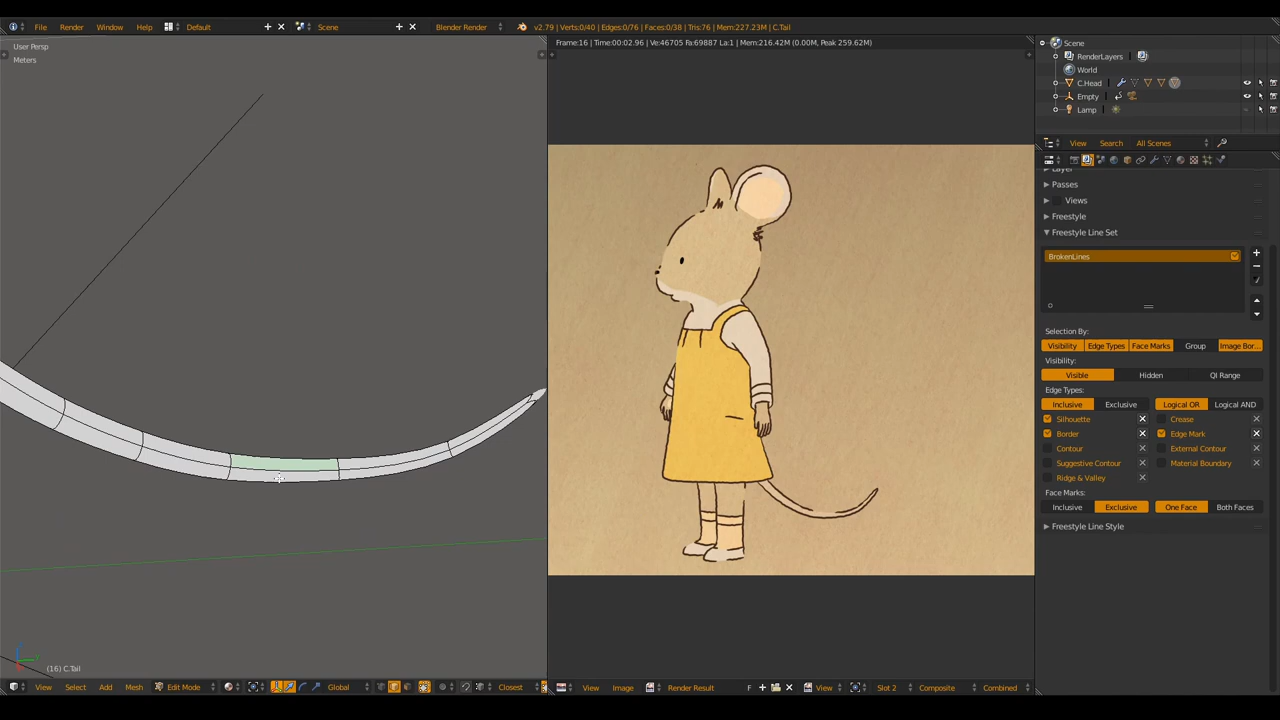 File Render Window Help Default Scene Blender Render v2.79 | Verts:0/40 | Edges:0/76 | Faces:0/38 | Tris:76 | Mem:227.23M | C.Tail
User Persp
Meters
(16) C.Tail
View Select Add Mesh Edit Mode Global Closest
Frame:16 | Time:00:02.96 | Ve:46705 Fa:69887 La:1 | Mem:216.42M (0.00M, Peak 259.62M)
View Image Render Result F View Slot 2 Composite Combined
Scene
RenderLayers
World
C.Head
Empty
Lamp
View Search All Scenes
Layer
Passes
Views
Freestyle
Freestyle Line Set
BrokenLines
Selection By:
Visibility Edge Types Face Marks Group Image Bor...
Visibility:
Visible Hidden QI Range
Edge Types:
Inclusive Exclusive Logical OR Logical AND
Silhouette Crease
Border Edge Mark
Contour External Contour
Suggestive Contour Material Boundary
Ridge & Valley
Face Marks:
Inclusive Exclusive One Face Both Faces
Freestyle Line Style